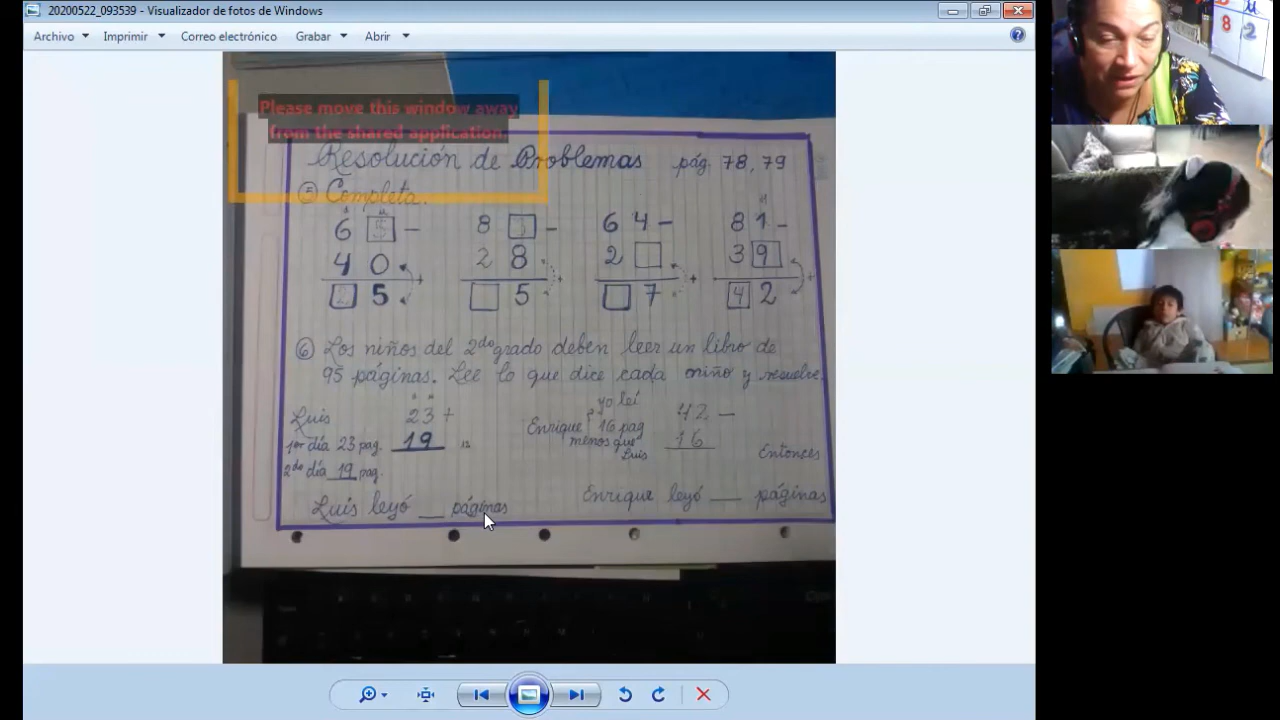 20200522_093539 - Visualizador de fotos de Windows
Archivo Imprimir Correo electrónico Grabar Abrir
Please move this window away
from the shared application.
Resolución de Problemas pág. 78, 79
⑤ Completa.
6 5 - 8 - 6 4 - 8 1 -
4 0 + 2 8 + 2 + 3 9 +
2 5 5 7 4 2
⑥ Los niños del 2do grado deben leer un libro de
95 páginas. Lee lo que dice cada niño y resuelve.
Luis 23 +
1er día 23 pag. 19
2do día 19 pag.
Luis leyó __ páginas
yo leí 42 -
Enrique 16 pag 16
menos que
Luis
Entonces
Enrique leyó __ páginas
8 2